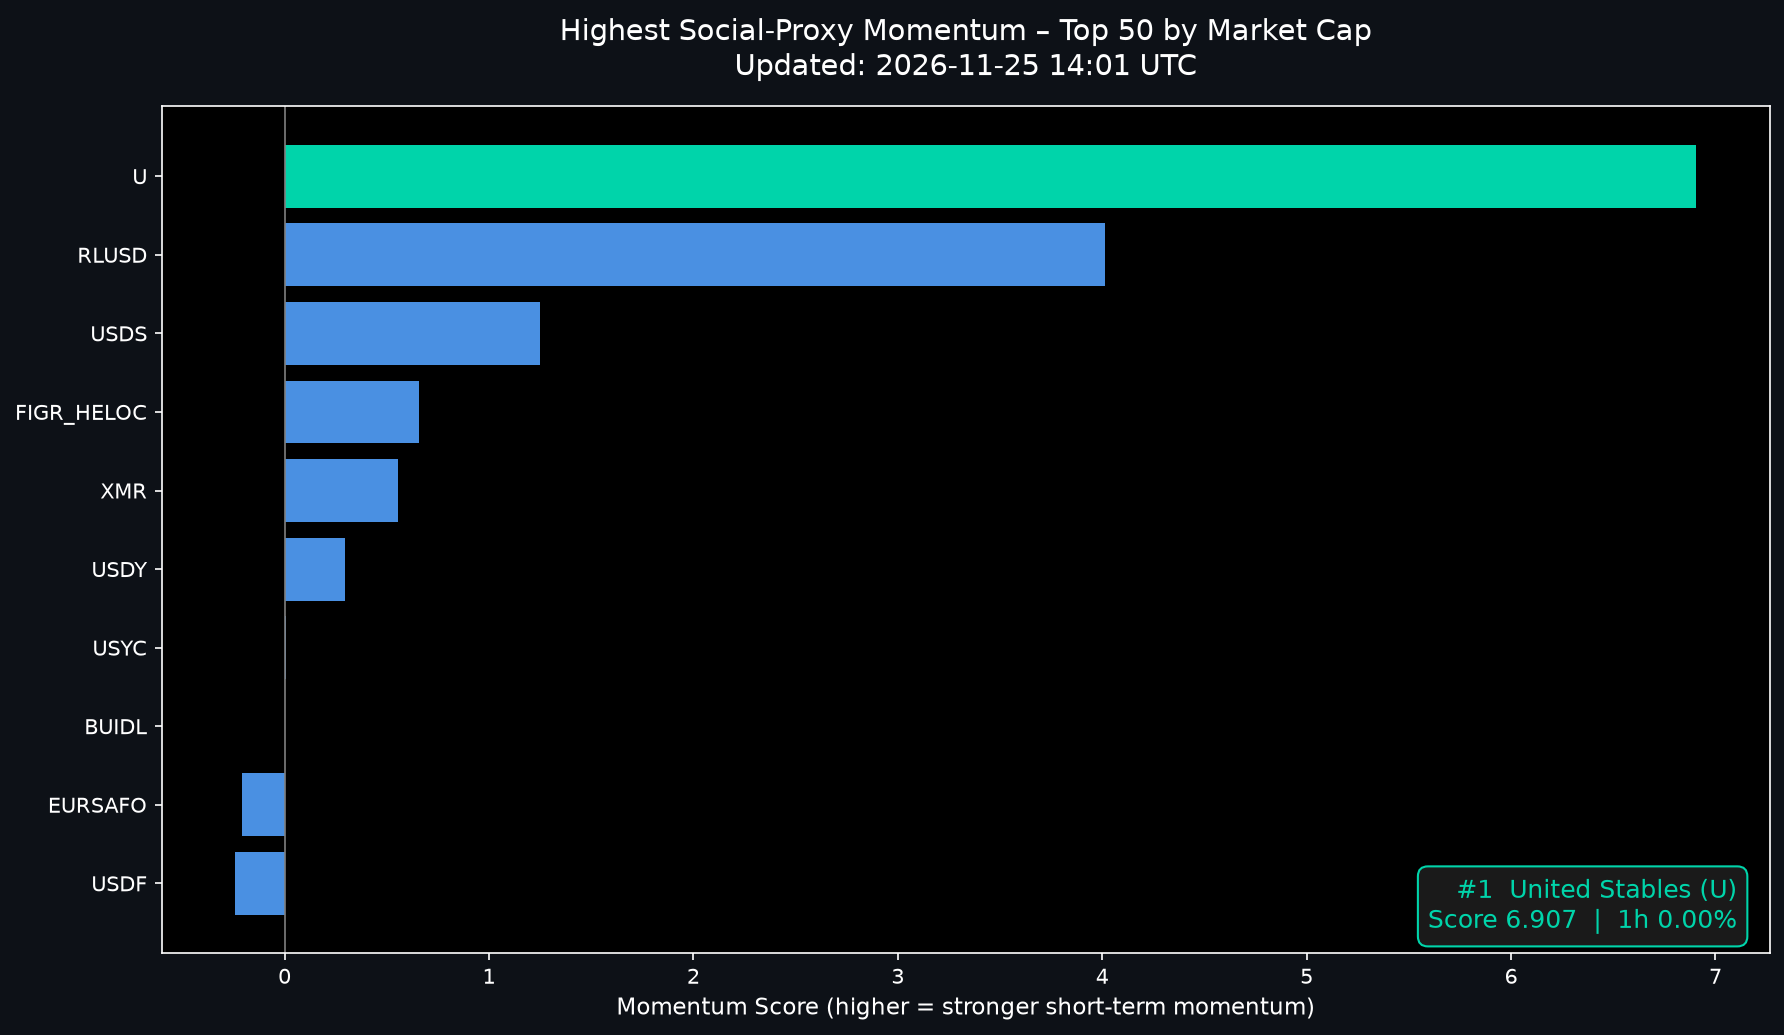 Highest Social-Proxy Momentum – Top 50 by Market Cap
Updated: 2026-11-25 14:01 UTC
U
RLUSD
USDS
FIGR_HELOC
XMR
USDY
USYC
BUIDL
EURSAFO
USDF
#1  United Stables (U)
Score 6.907  |  1h 0.00%
0 1 2 3 4 5 6 7
Momentum Score (higher = stronger short-term momentum)